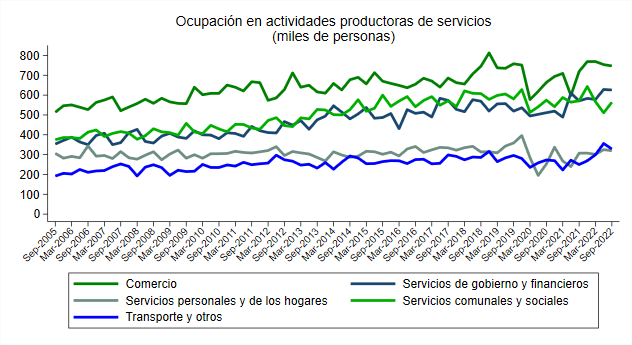 Ocupación en actividades productoras de servicios
(miles de personas)
800
700
600
500
400
300
200
100
0
Sep-2005
Mar-2006
Sep-2006
Mar-2007
Sep-2007
Mar-2008
Sep-2008
Mar-2009
Sep-2009
Mar-2010
Sep-2010
Mar-2011
Sep-2011
Mar-2012
Sep-2012
Mar-2013
Sep-2013
Mar-2014
Sep-2014
Mar-2015
Sep-2015
Mar-2016
Sep-2016
Mar-2017
Sep-2017
Mar-2018
Sep-2018
Mar-2019
Sep-2019
Mar-2020
Sep-2020
Mar-2021
Sep-2021
Mar-2022
Sep-2022
Comercio
Servicios de gobierno y financieros
Servicios personales y de los hogares
Servicios comunales y sociales
Transporte y otros